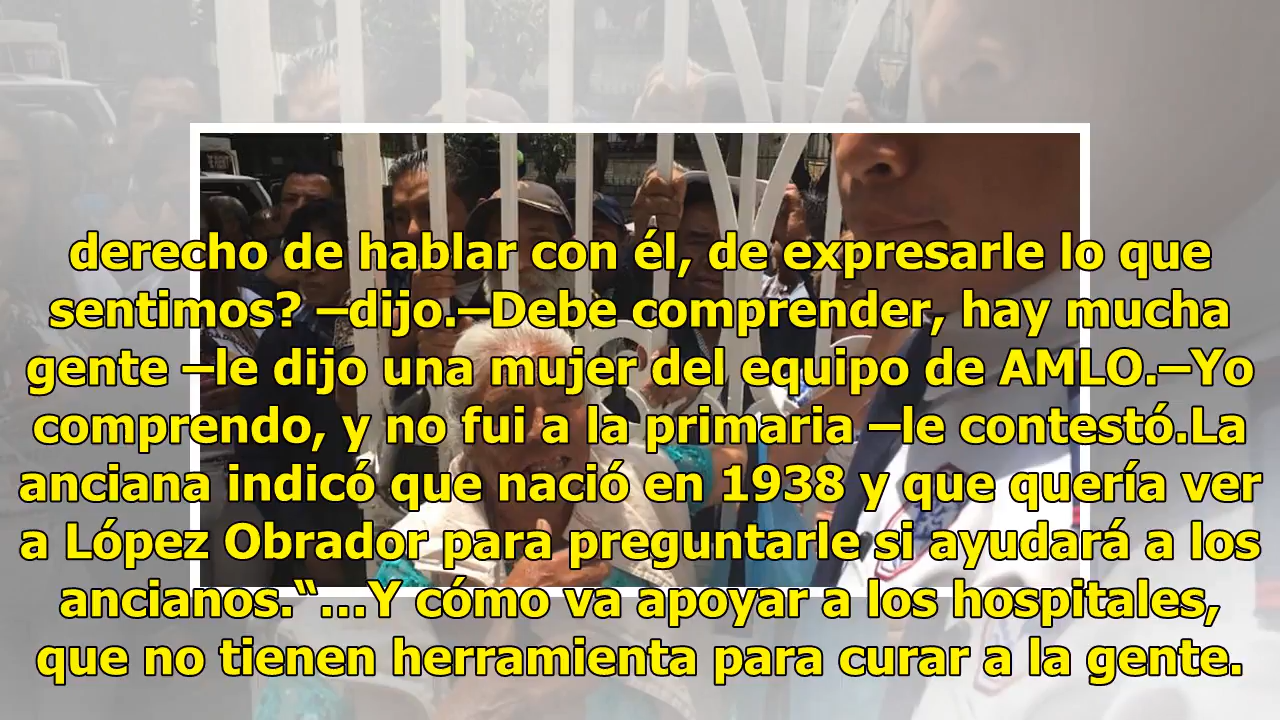 derecho de hablar con él, de expresarle lo que
sentimos? —dijo.—Debe comprender, hay mucha
gente —le dijo una mujer del equipo de AMLO.—Yo
comprendo, y no fui a la primaria —le contestó.La
anciana indicó que nació en 1938 y que quería ver
a López Obrador para preguntarle si ayudará a los
ancianos.“...Y cómo va apoyar a los hospitales,
que no tienen herramienta para curar a la gente.